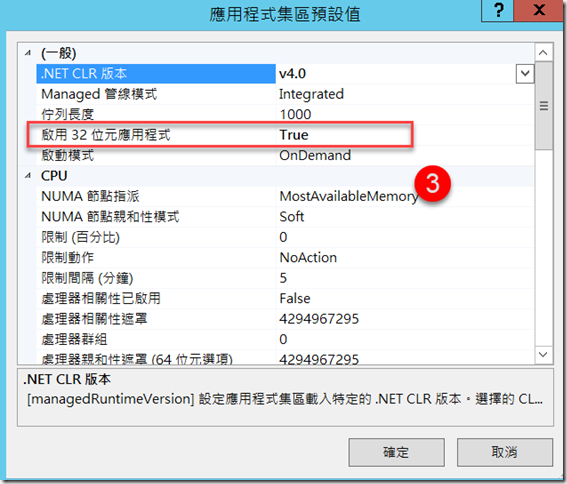 應用程式集區預設值
? x
(一般)
.NET CLR 版本 v4.0
Managed 管線模式 Integrated
佇列長度 1000
啟用 32 位元應用程式 True
啟動模式 OnDemand
CPU
NUMA 節點指派 MostAvailableMemory
3
NUMA 節點親和性模式 Soft
限制 (百分比) 0
限制動作 NoAction
限制間隔 (分鐘) 5
處理器相關性已啟用 False
處理器相關性遮罩 4294967295
處理器群組 0
處理器親和性遮罩 (64 位元選項) 4294967295
.NET CLR 版本
[managedRuntimeVersion] 設定應用程式集區載入特定的 .NET CLR 版本。選擇的 CL...
確定 取消